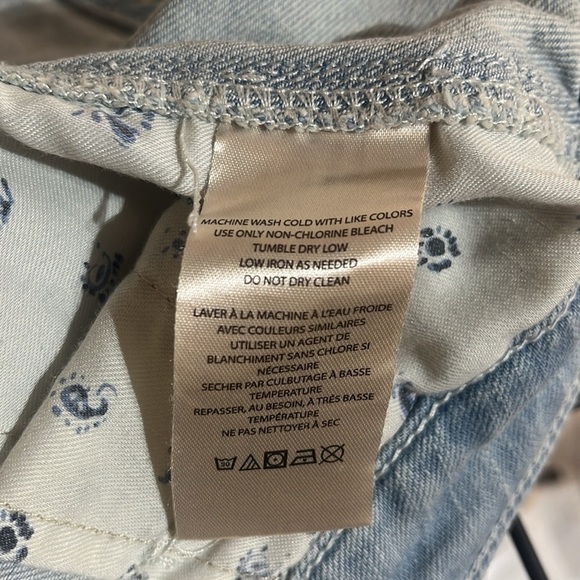 MACHINE WASH COLD WITH LIKE COLORS
USE ONLY NON-CHLORINE BLEACH
TUMBLE DRY LOW
LOW IRON AS NEEDED
DO NOT DRY CLEAN
LAVER À LA MACHINE À L'EAU FROIDE
AVEC COULEURS SIMILAIRES
UTILISER UN AGENT DE
BLANCHIMENT SANS CHLORE SI
NÉCESSAIRE
SECHER PAR CULBUTAGE À BASSE
TEMPERATURE
REPASSER, AU BESOIN, À TRÉS BASSE
TEMPÉRATURE
NE PAS NETTOYER À SEC
30